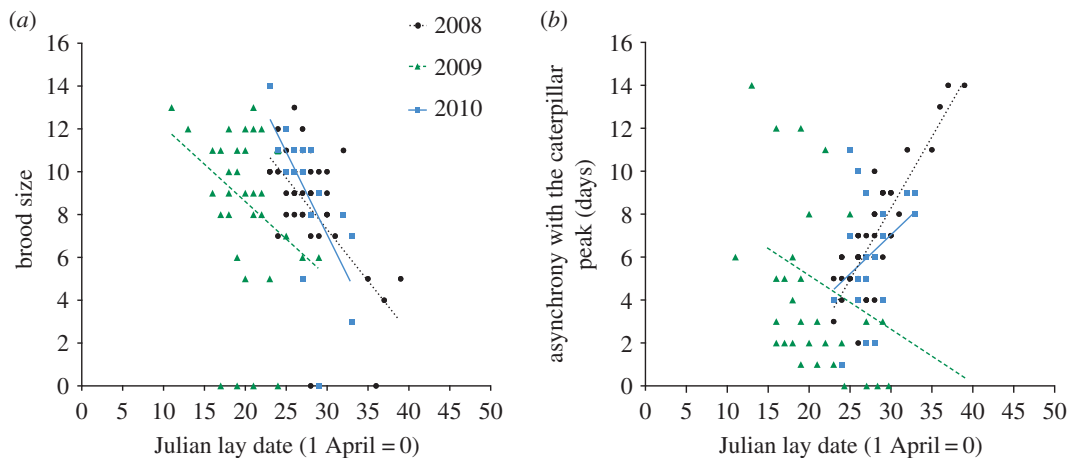 (a)
2008
2009
2010
16
14
12
10
8
6
4
2
0
brood size
0 5 10 15 20 25 30 35 40 45 50
Julian lay date (1 April = 0)
(b)
16
14
12
10
8
6
4
2
0
asynchrony with the caterpillar
peak (days)
0 5 10 15 20 25 30 35 40 45 50
Julian lay date (1 April = 0)